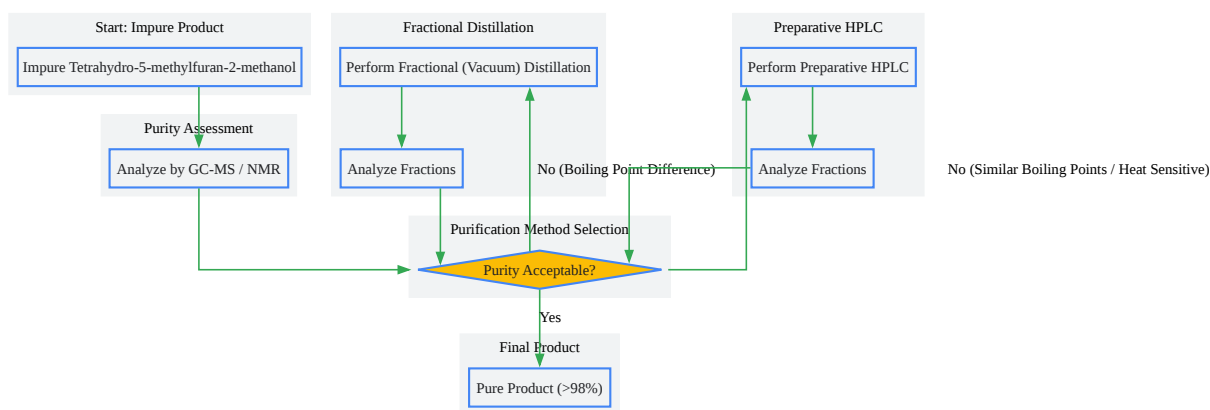 Start: Impure Product
Fractional Distillation
Preparative HPLC
Impure Tetrahydro-5-methylfuran-2-methanol
Perform Fractional (Vacuum) Distillation
Perform Preparative HPLC
Purity Assessment
Analyze by GC-MS / NMR
Analyze Fractions
No (Boiling Point Difference)
Analyze Fractions
No (Similar Boiling Points / Heat Sensitive)
Purification Method Selection
Purity Acceptable?
Yes
Final Product
Pure Product (>98%)